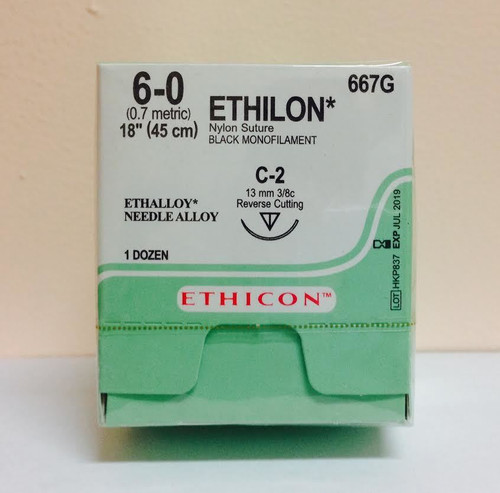 6-0
(0.7 metric)
18" (45 cm)
ETHILON*
Nylon Suture
BLACK MONOFILAMENT
667G
C-2
13 mm 3/8c
Reverse Cutting
ETHALLOY*
NEEDLE ALLOY
1 DOZEN
LOT HKP837 EXP JUL 2019
ETHICON™